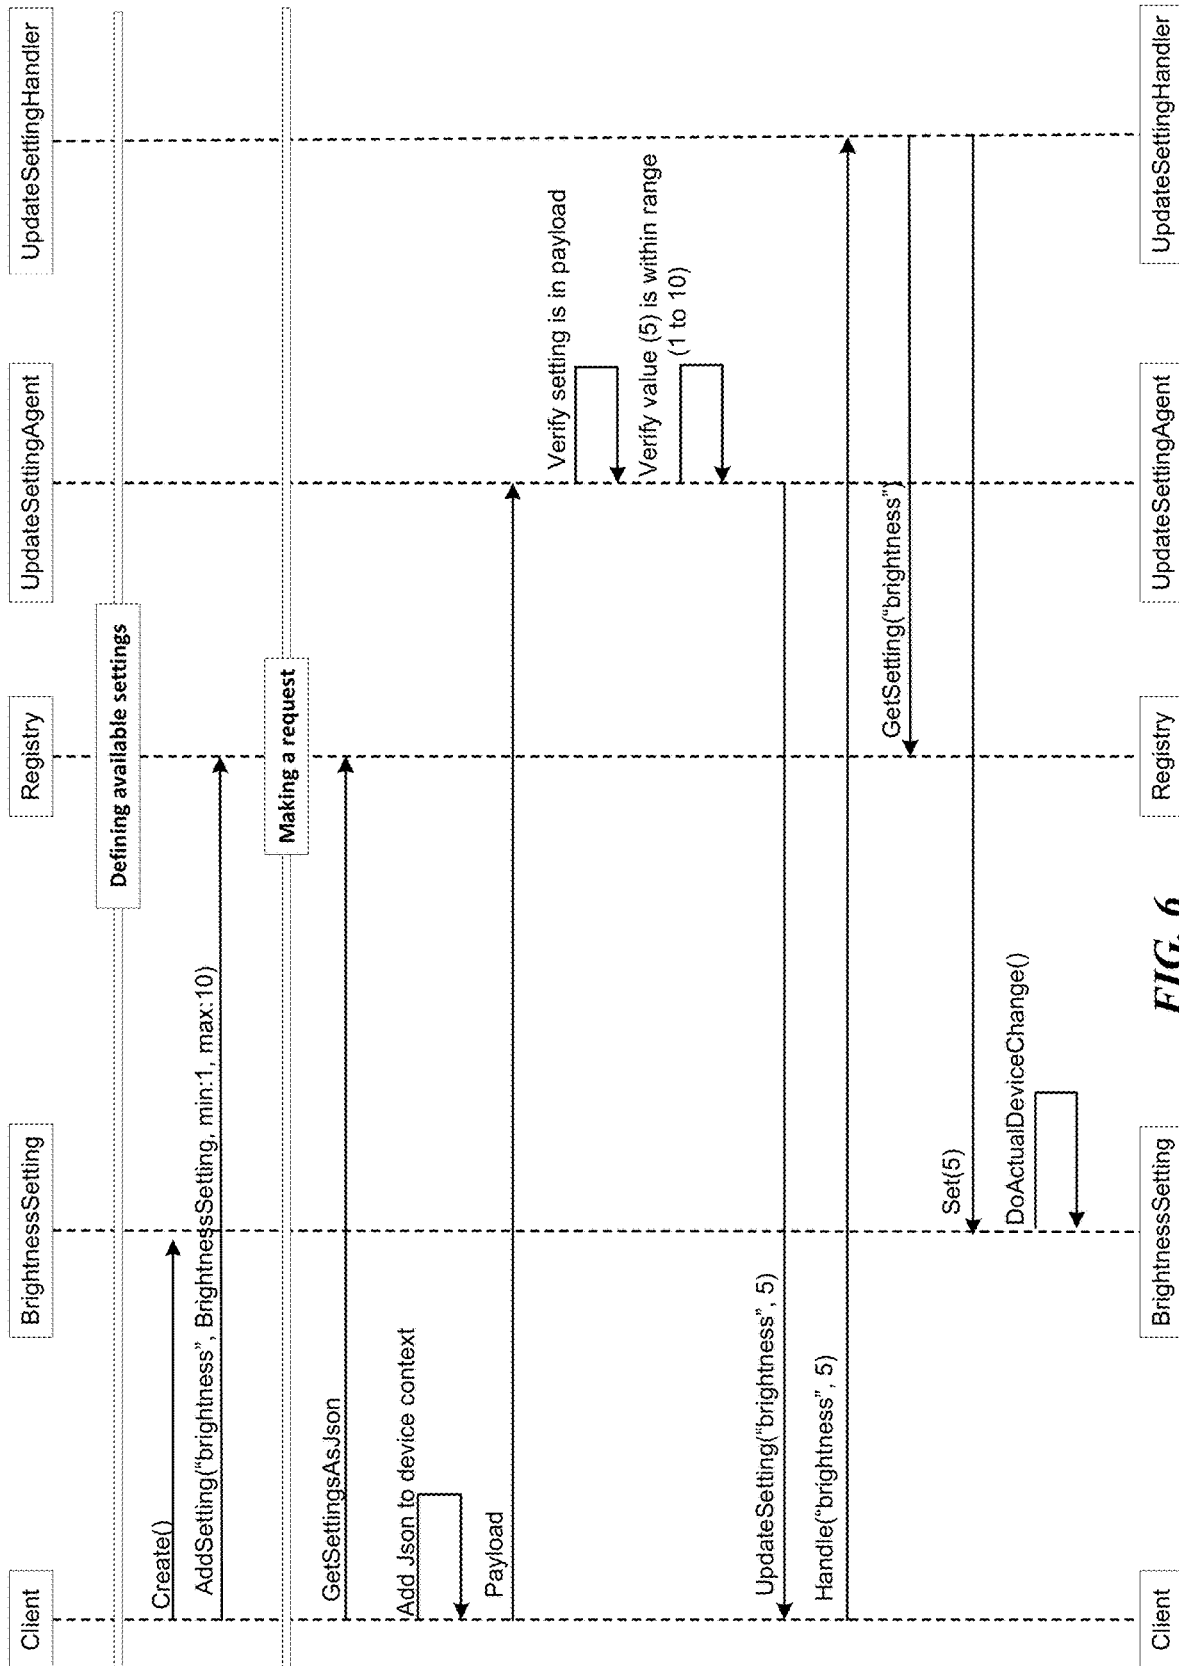 Client
BrightnessSetting
Registry
UpdateSettingAgent
UpdateSettingHandler
Defining available settings
Create()
AddSetting("brightness", BrightnessSetting, min:1, max:10)
Making a request
GetSettingsAsJson
Add Json to device context
Payload
Verify setting is in payload
Verify value (5) is within range
(1 to 10)
UpdateSetting("brightness", 5)
Handle("brightness", 5)
GetSetting("brightness")
Set(5)
DoActualDeviceChange()
Client
BrightnessSetting
Registry
UpdateSettingAgent
UpdateSettingHandler
FIG. 6